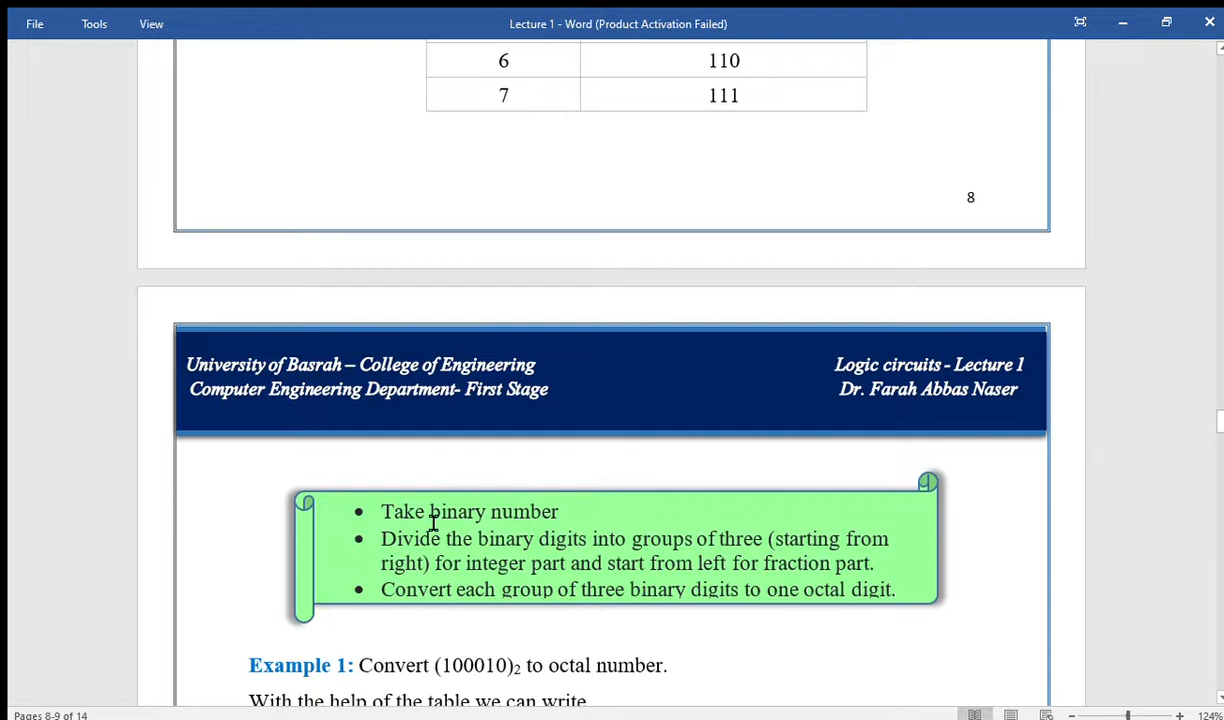 File Tools View Lecture 1 - Word (Product Activation Failed)
6 110
7 111
8
University of Basrah – College of Engineering Logic circuits - Lecture 1
Computer Engineering Department- First Stage Dr. Farah Abbas Naser
• Take binary number
• Divide the binary digits into groups of three (starting from
right) for integer part and start from left for fraction part.
• Convert each group of three binary digits to one octal digit.
Example 1: Convert (100010)₂ to octal number.
With the help of the table we can write
Pages 8-9 of 14 124%